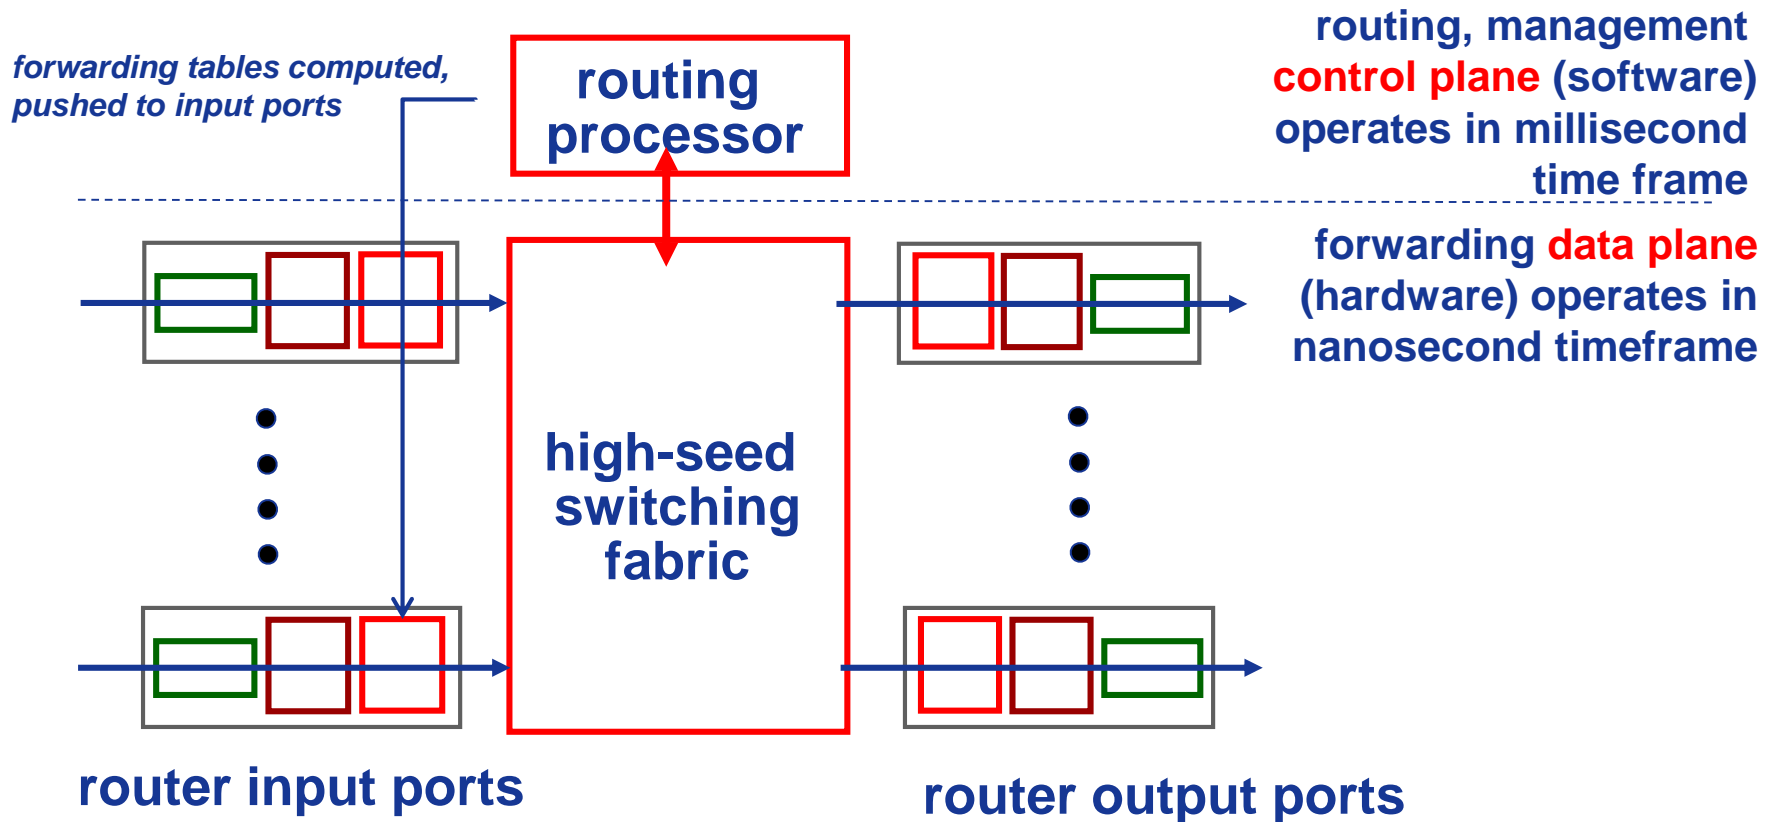 forwarding tables computed,
pushed to input ports
routing
processor
routing, management
control plane (software)
operates in millisecond
time frame
forwarding data plane
(hardware) operates in
nanosecond timeframe
high-seed
switching
fabric
router input ports
router output ports